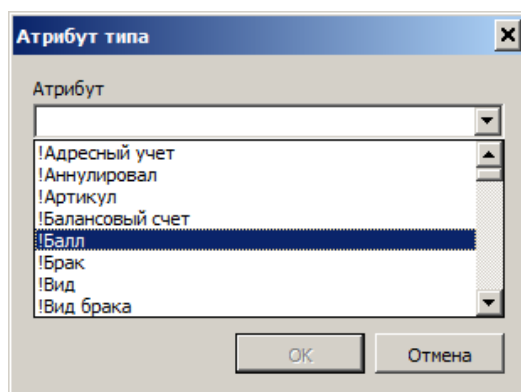 Атрибут типа
Атрибут
!Адресный учет
!Аннулировал
!Артикул
!Балансовый счет
!Балл
!Брак
!Вид
!Вид брака
OK
Отмена